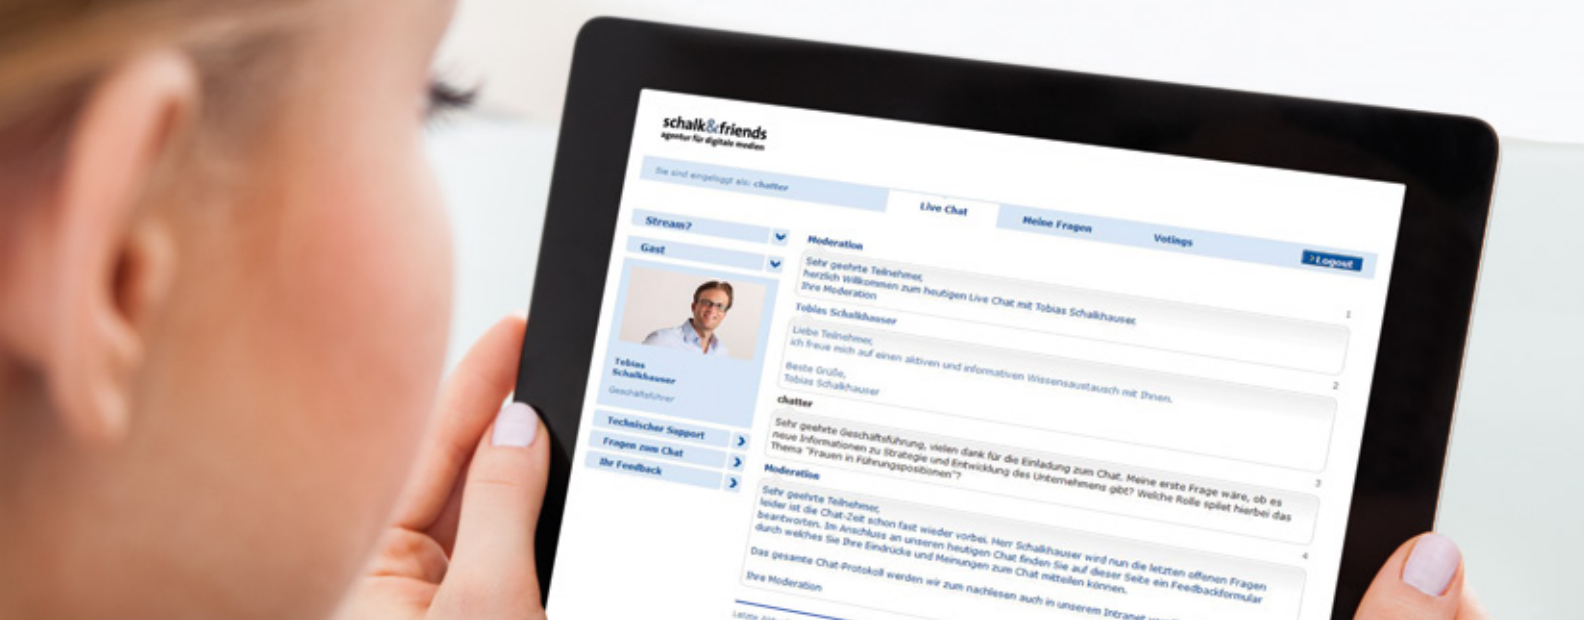 schalk&friends
agentur für digitale medien
Sie sind eingeloggt als: chatter
Live Chat
Meine Fragen
Votings
Logout
Stream?
Gast
Tobias
Schalkhauser
Geschäftsführer
Technischer Support
Fragen zum Chat
Ihr Feedback
Moderation
Sehr geehrte Teilnehmer,
herzlich Willkommen zum heutigen Live Chat mit Tobias Schalkhauser.
Ihre Moderation
1
Tobias Schalkhauser
Liebe Teilnehmer,
ich freue mich auf einen aktiven und informativen Wissensaustausch mit Ihnen.
Beste Grüße,
Tobias Schalkhauser
2
chatter
Sehr geehrte Geschäftsführung, vielen dank für die Einladung zum Chat. Meine erste Frage wäre, ob es
neue Informationen zu Strategie und Entwicklung des Unternehmens gibt? Welche Rolle spielt hierbei das
Thema "Frauen in Führungspositionen"?
3
Moderation
Sehr geehrte Teilnehmer,
leider ist die Chat-Zeit schon fast wieder vorbei. Herr Schalkhauser wird nun die letzten offenen Fragen
beantworten. Im Anschluss an unseren heutigen Chat finden Sie auf dieser Seite ein Feedbackformular
durch welches Sie Ihre Eindrücke und Meinungen zum Chat mitteilen können.
Das gesamte Chat-Protokoll werden wir zum nachlesen auch in unserem Intranet
Ihre Moderation
4